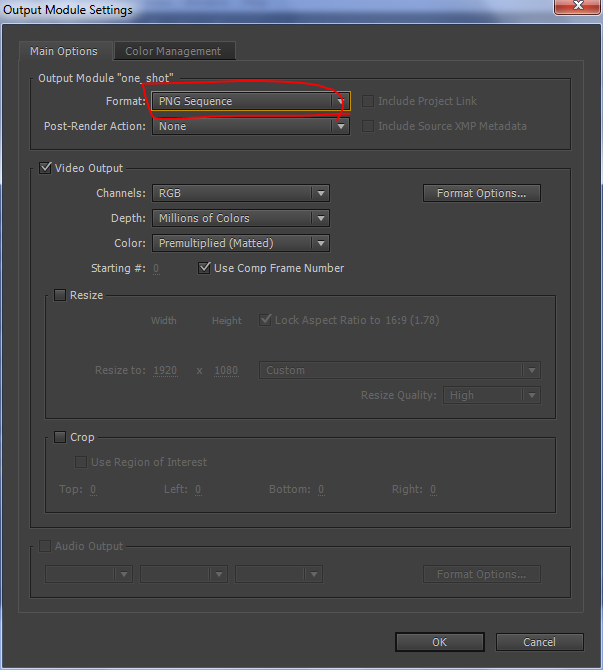 Output Module Settings
Main Options
Color Management
Output Module "one_shot"
Format: PNG Sequence
Include Project Link
Post-Render Action: None
Include Source XMP Metadata
Video Output
Channels: RGB
Format Options...
Depth: Millions of Colors
Color: Premultiplied (Matted)
Starting #: 0
Use Comp Frame Number
Resize
Width Height
Lock Aspect Ratio to 16:9 (1.78)
Resize to: 1920 x 1080 Custom
Resize Quality: High
Crop
Use Region of Interest
Top: 0 Left: 0 Bottom: 0 Right: 0
Audio Output
Format Options...
OK
Cancel